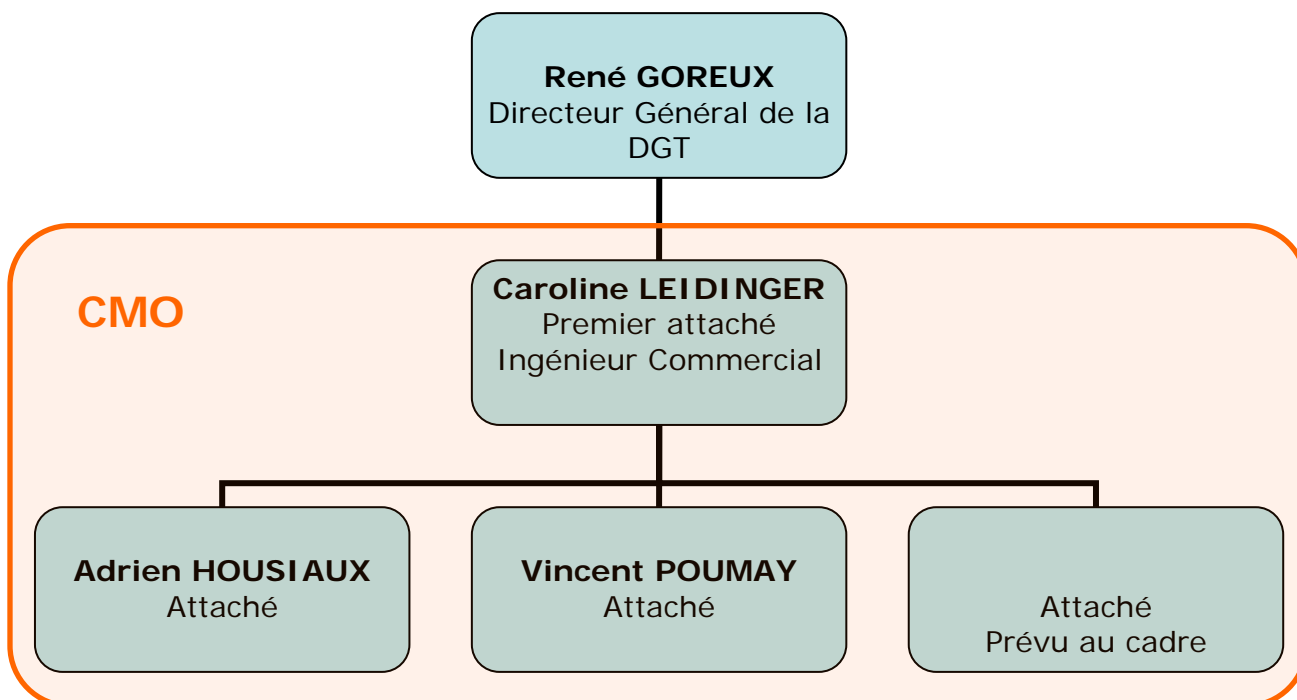 René GOREUX
Directeur Général de la
DGT
CMO
Caroline LEIDINGER
Premier attaché
Ingénieur Commercial
Adrien HOUSIAUX
Attaché
Vincent POUMAY
Attaché
Attaché
Prévu au cadre